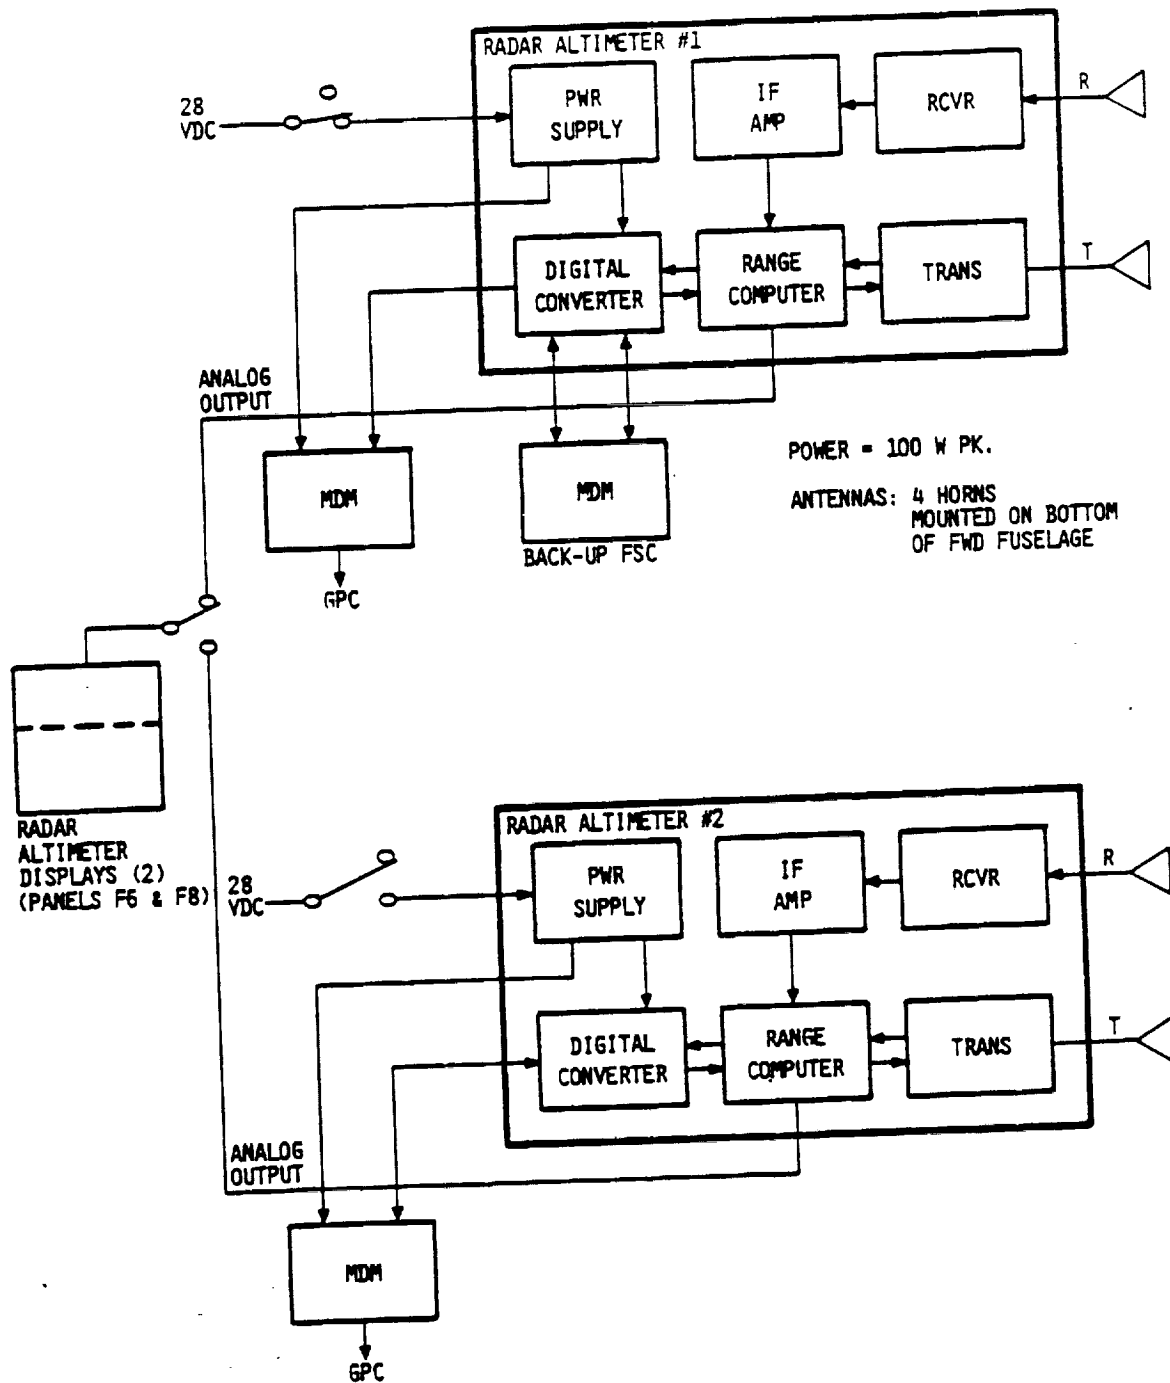 RADAR ALTIMETER #1
28
VDC
PWR
SUPPLY
IF
AMP
RCVR
R
DIGITAL
CONVERTER
RANGE
COMPUTER
TRANS
T
ANALOG
OUTPUT
MDM
GPC
MDM
BACK-UP FSC
POWER = 100 W PK.
ANTENNAS: 4 HORNS
MOUNTED ON BOTTOM
OF FWD FUSELAGE
RADAR
ALTIMETER
DISPLAYS (2)
(PANELS F6 & F8)
RADAR ALTIMETER #2
28
VDC
PWR
SUPPLY
IF
AMP
RCVR
R
DIGITAL
CONVERTER
RANGE
COMPUTER
TRANS
T
ANALOG
OUTPUT
MDM
GPC